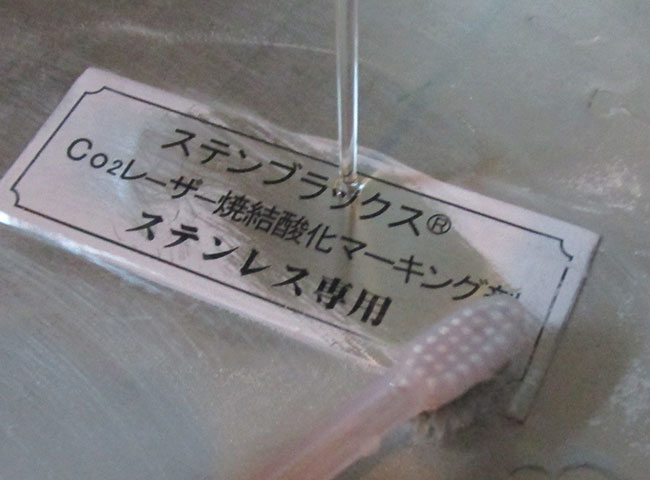 ステンブラックス®
Co2レーザー焼結酸化マーキング
ステンレス専用